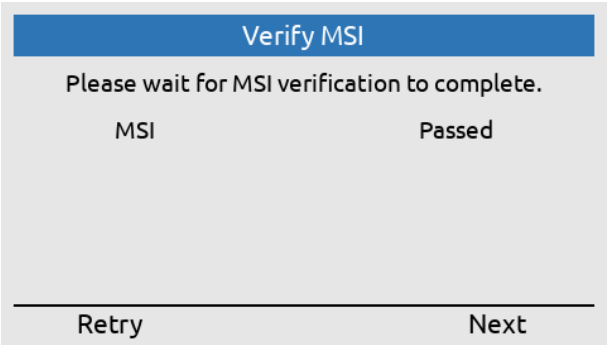 Verify MSI
Please wait for MSI verification to complete.
MSI Passed
Retry Next